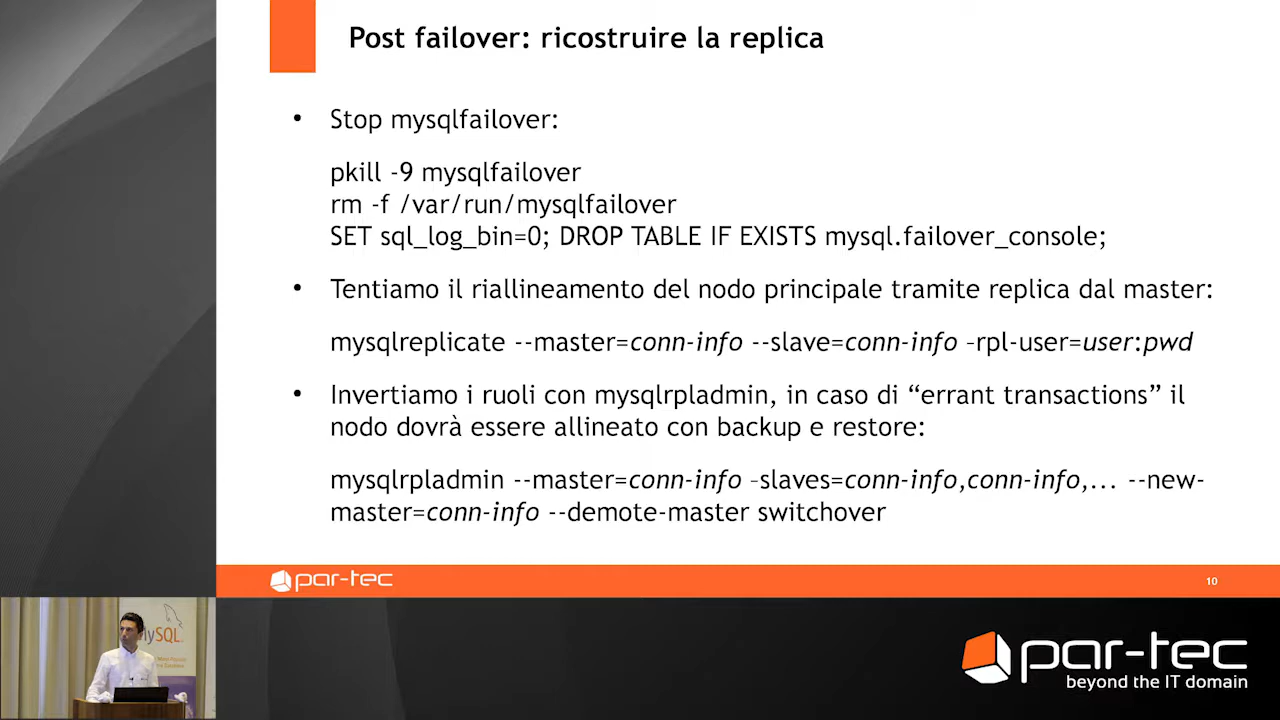 Post failover: ricostruire la replica
• Stop mysqlfailover:
pkill -9 mysqlfailover
rm -f /var/run/mysqlfailover
SET sql_log_bin=0; DROP TABLE IF EXISTS mysql.failover_console;
• Tentiamo il riallineamento del nodo principale tramite replica dal master:
mysqlreplicate --master=conn-info --slave=conn-info –rpl-user=user:pwd
• Invertiamo i ruoli con mysqlrpladmin, in caso di “errant transactions” il
nodo dovrà essere allineato con backup e restore:
mysqlrpladmin --master=conn-info –slaves=conn-info,conn-info,... --new-
master=conn-info --demote-master switchover
par-tec
10
MySQL
par-tec
beyond the IT domain